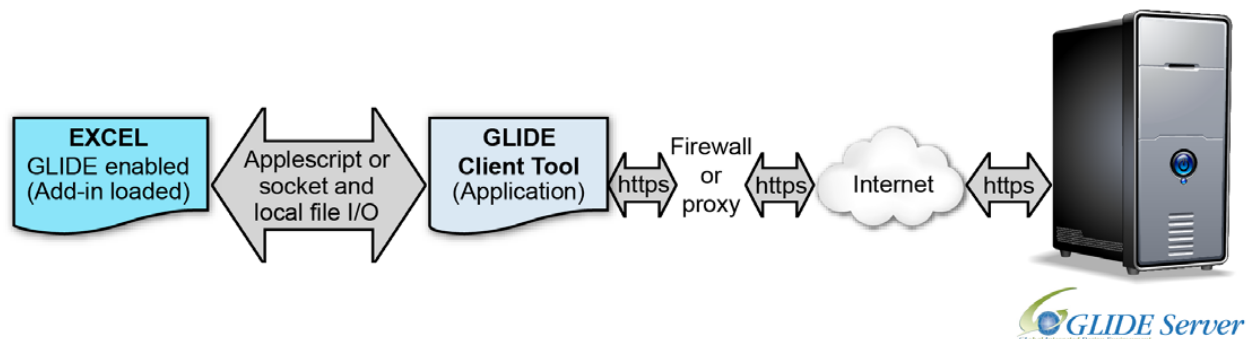 EXCEL
GLIDE enabled
(Add-in loaded)
Applescript or
socket and
local file I/O
GLIDE
Client Tool
(Application)
https
Firewall
or
proxy
https
Internet
https
GLIDE Server